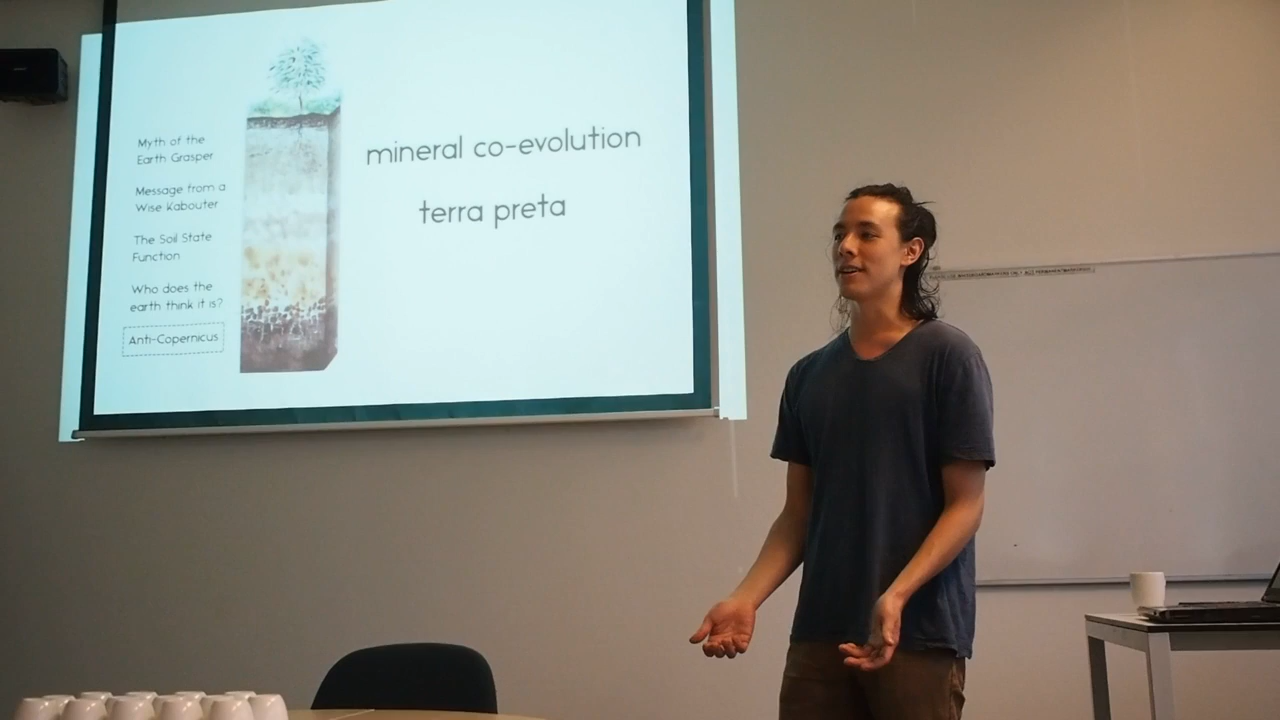 Myth of the
Earth Grasper
Message from a
Wise Kabouter
The Soil State
Function
Who does the
earth think it is?
Anti-Copernicus
mineral co-evolution
terra preta